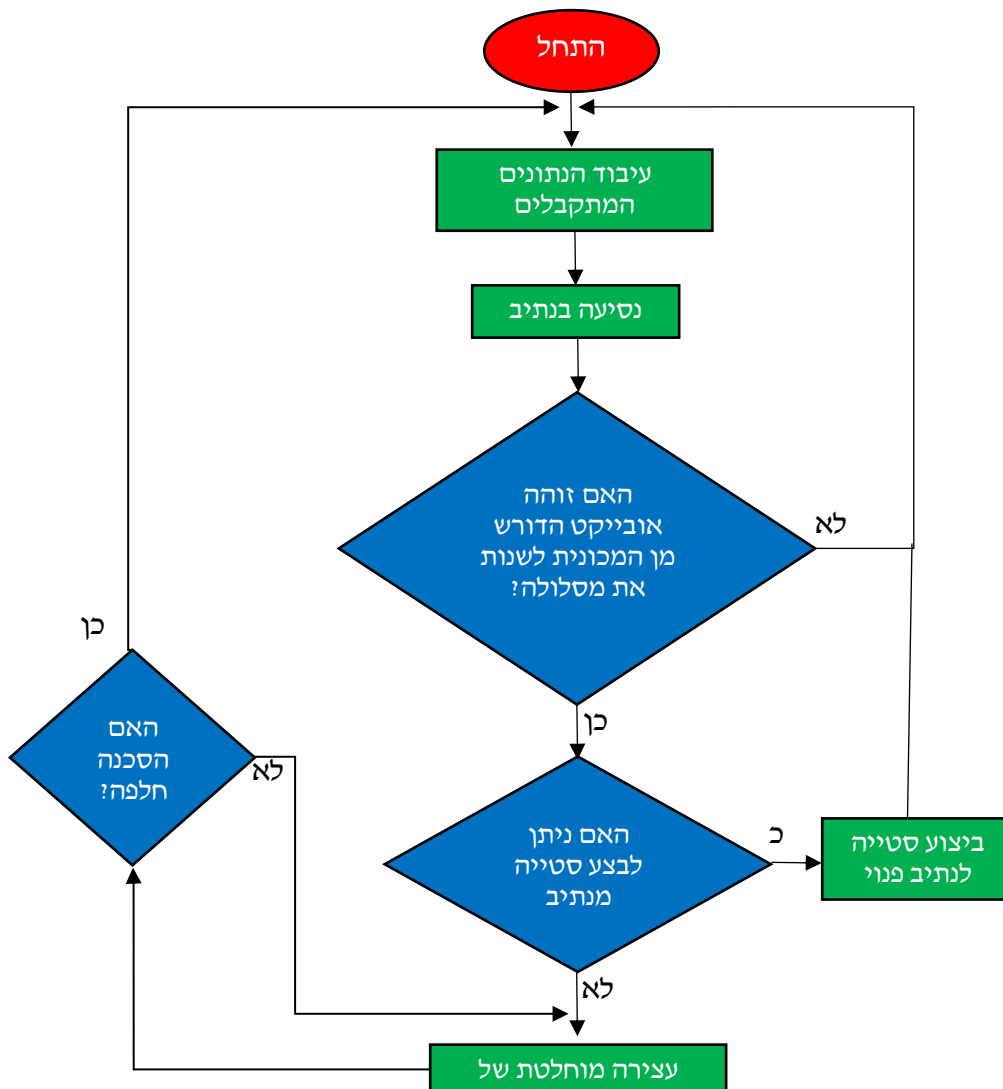 התחל
עיבוד הנתונים
המתקבלים
נסיעה בנתיב
האם זוהה
אובייקט הדורש
מן המכונית לשנות
את מסלולה?
לא
כן
כן
האם
הסכנה
חלפה?
לא
האם ניתן
לבצע סטייה
מנתיב
כ
ביצוע סטייה
לנתיב פנוי
לא
עצירה מוחלטת של